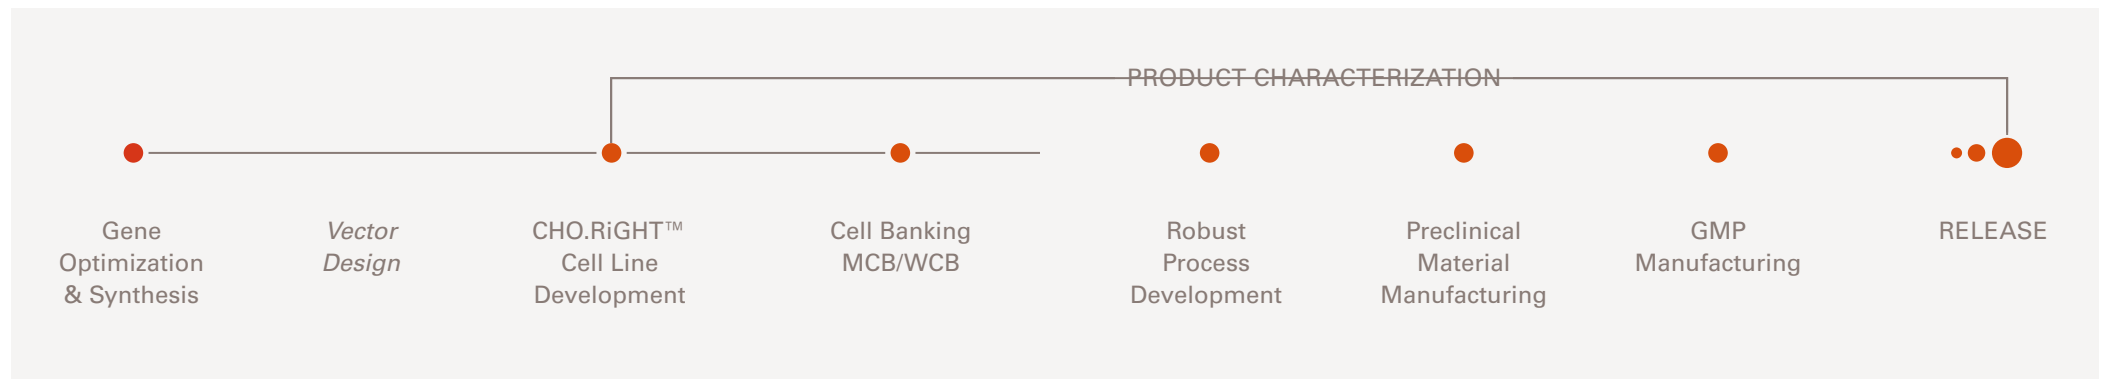 PRODUCT CHARACTERIZATION
Gene
Optimization
& Synthesis
Vector
Design
CHO.RiGHT™
Cell Line
Development
Cell Banking
MCB/WCB
Robust
Process
Development
Preclinical
Material
Manufacturing
GMP
Manufacturing
RELEASE